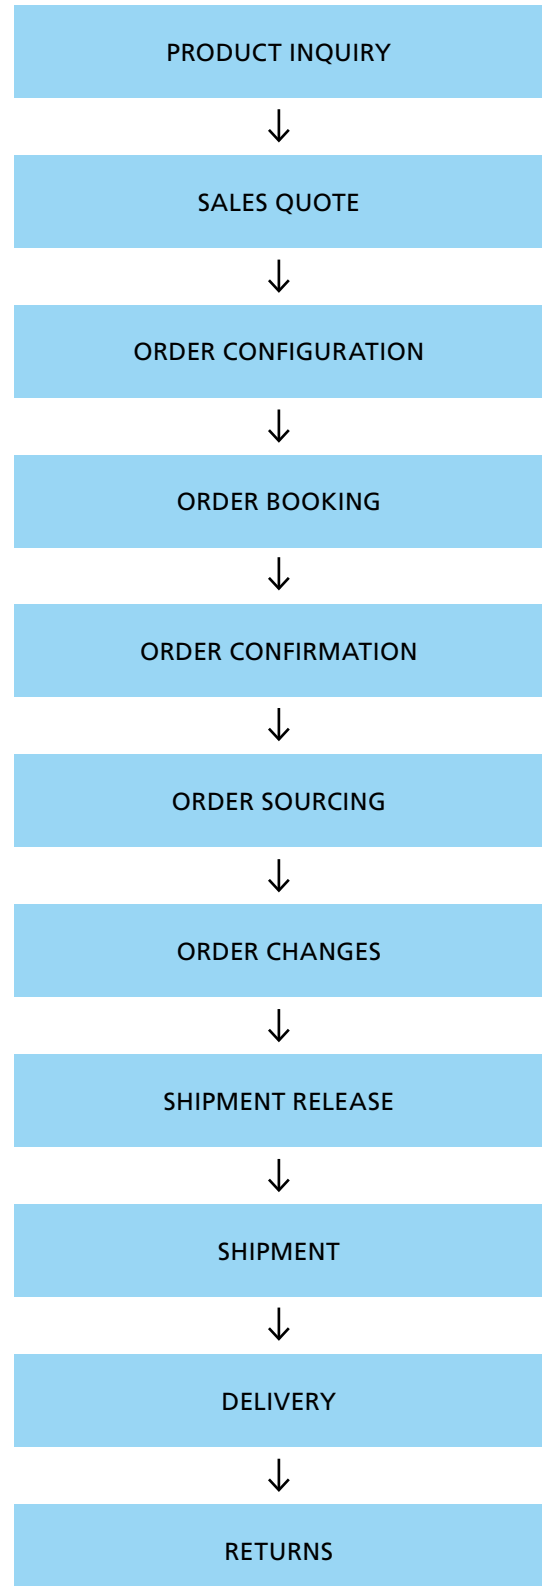 PRODUCT INQUIRY
SALES QUOTE
ORDER CONFIGURATION
ORDER BOOKING
ORDER CONFIRMATION
ORDER SOURCING
ORDER CHANGES
SHIPMENT RELEASE
SHIPMENT
DELIVERY
RETURNS